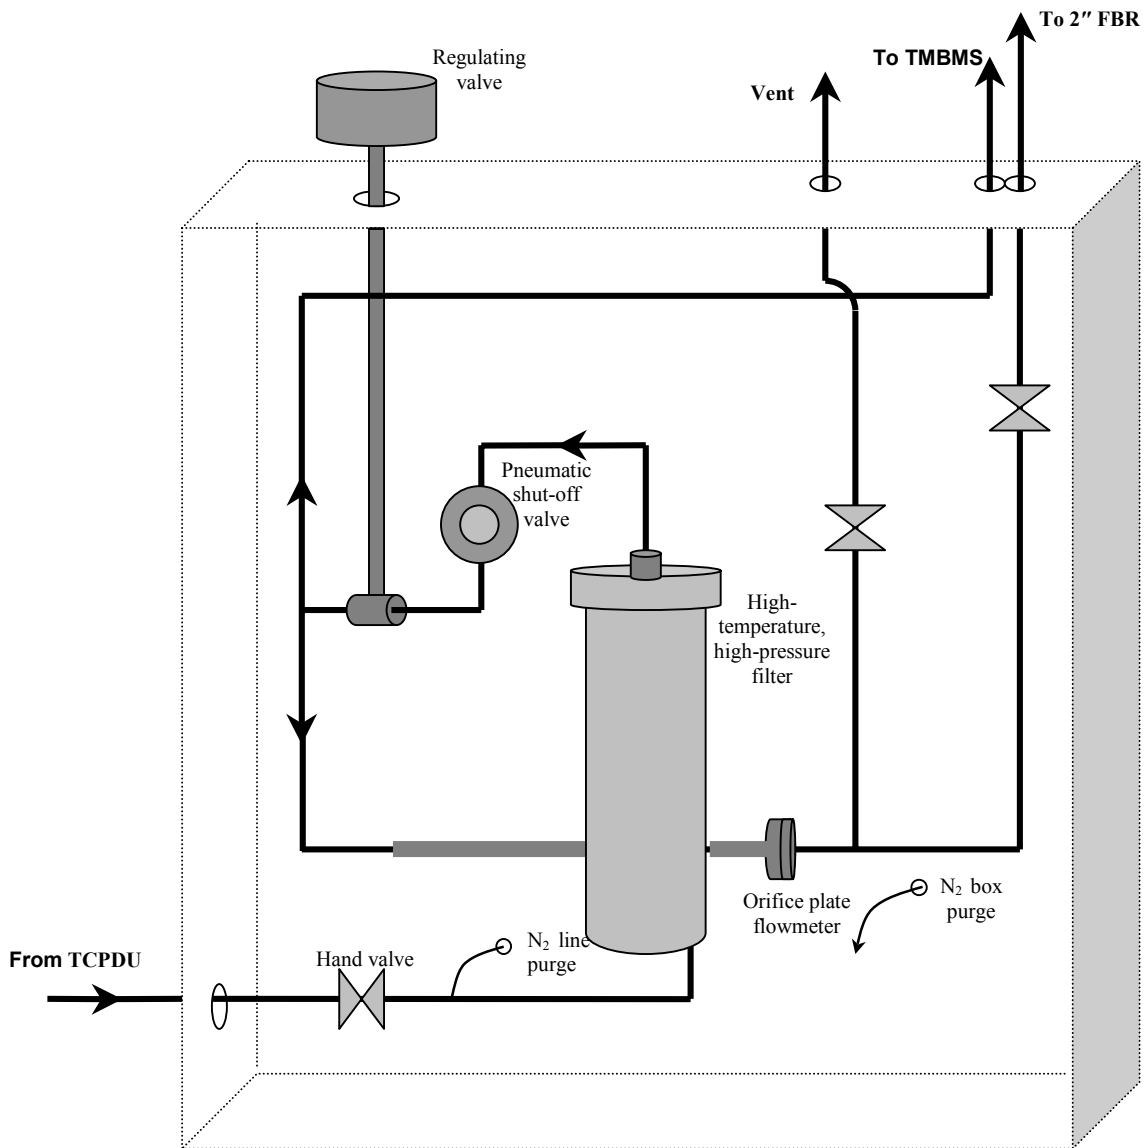 To 2″ FBR
To TMBMS
Regulating
valve
Vent
Pneumatic
shut-off
valve
High-
temperature,
high-pressure
filter
Orifice plate
flowmeter
N₂ box
purge
N₂ line
purge
Hand valve
From TCPDU